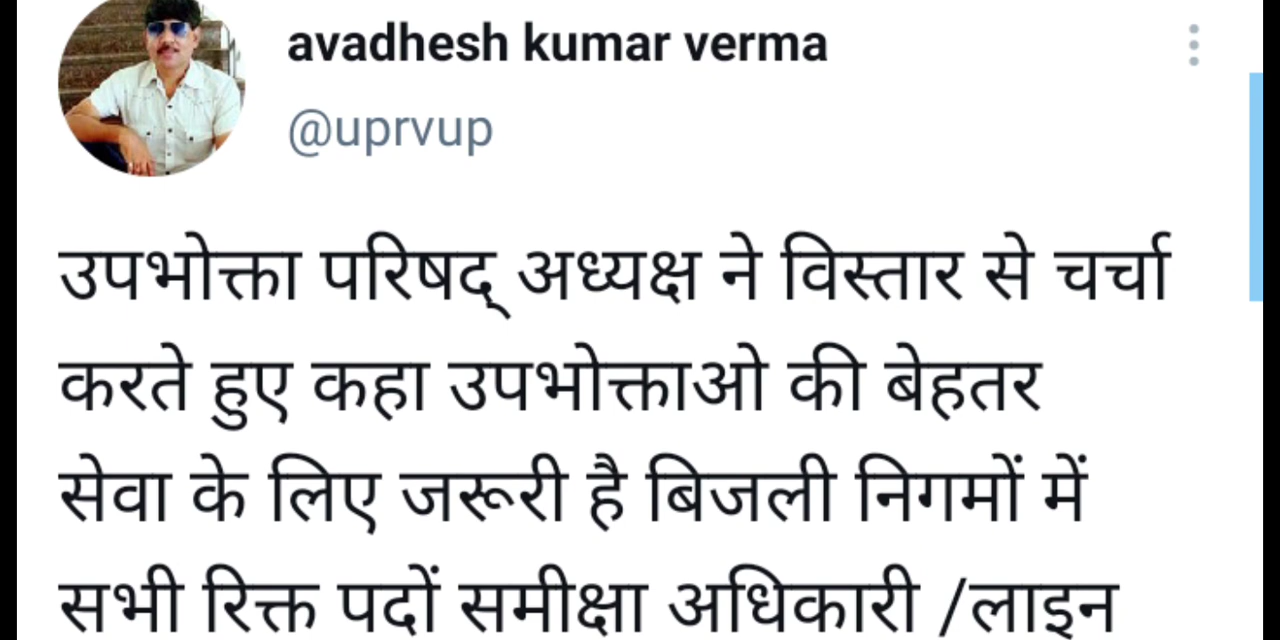 avadhesh kumar verma
@uprvup
उपभोक्ता परिषद् अध्यक्ष ने विस्तार से चर्चा
करते हुए कहा उपभोक्ताओ की बेहतर
सेवा के लिए जरूरी है बिजली निगमों में
सभी रिक्त पदों समीक्षा अधिकारी /लाइन